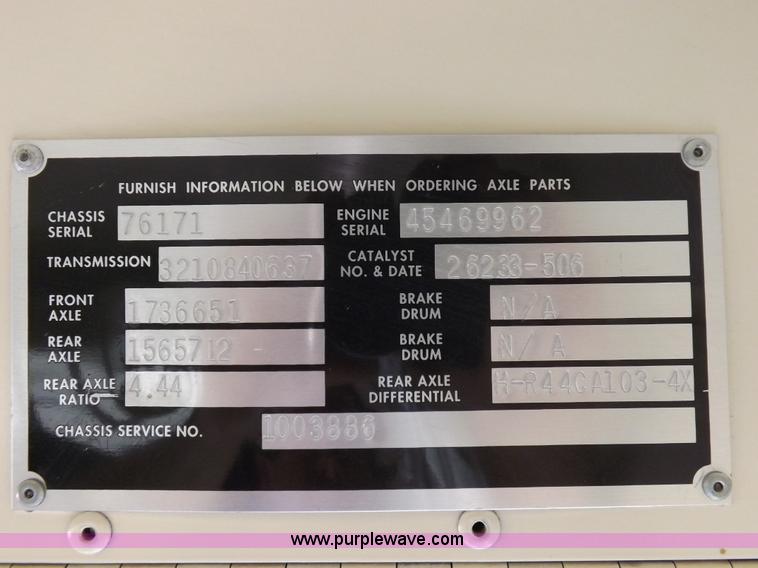 FURNISH INFORMATION BELOW WHEN ORDERING AXLE PARTS
CHASSIS SERIAL 76171 ENGINE SERIAL 45469962
TRANSMISSION 3210840637 CATALYST NO. & DATE 26233-506
FRONT AXLE 1736651 BRAKE DRUM N/A
REAR AXLE 1565712 - BRAKE DRUM N/A
REAR AXLE RATIO 4.44 REAR AXLE DIFFERENTIAL H-R44CA103-4X
CHASSIS SERVICE NO. 1003886
www.purplewave.com